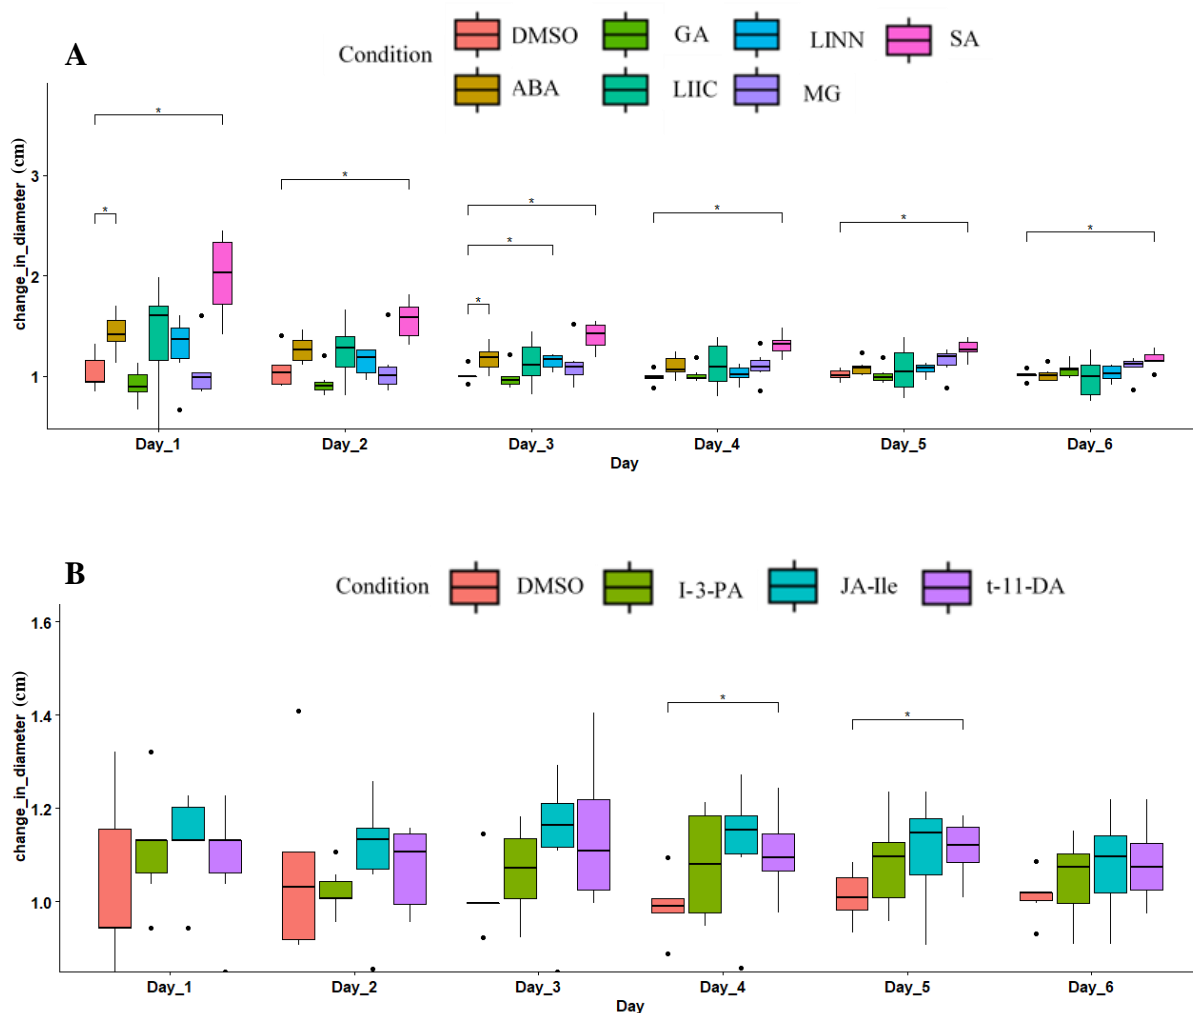 A
Condition DMSO GA LINN SA
ABA LIIC MG
change_in_diameter (cm)
3
2
1
*
*
*
*
*
*
*
*
*
Day_1 Day_2 Day_3 Day_4 Day_5 Day_6
Day
B
Condition DMSO I-3-PA JA-Ile t-11-DA
change_in_diameter (cm)
1.6
1.4
1.2
1.0
*
*
Day_1 Day_2 Day_3 Day_4 Day_5 Day_6
Day